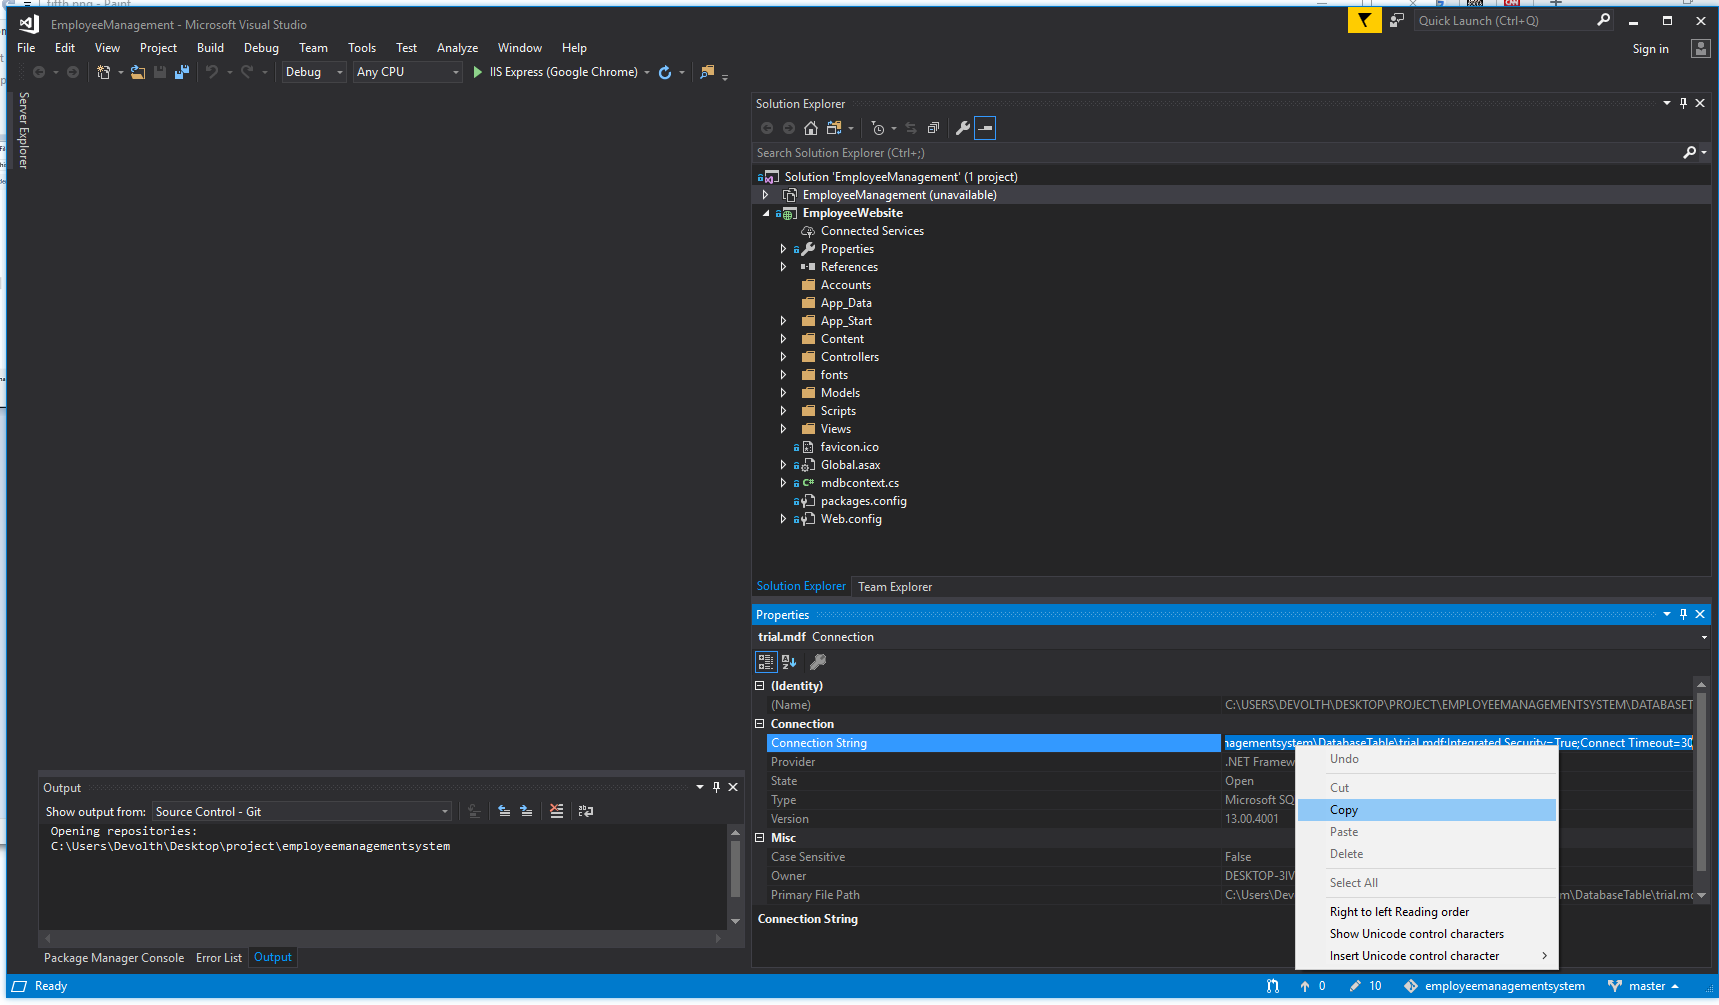 fifth.png - Paint
EmployeeManagement - Microsoft Visual Studio
Quick Launch (Ctrl+Q)
File Edit View Project Build Debug Team Tools Test Analyze Window Help
Sign in
Debug Any CPU IIS Express (Google Chrome)
Server Explorer
Solution Explorer
Search Solution Explorer (Ctrl+;)
Solution 'EmployeeManagement' (1 project)
EmployeeManagement (unavailable)
EmployeeWebsite
Connected Services
Properties
References
Accounts
App_Data
App_Start
Content
Controllers
fonts
Models
Scripts
Views
favicon.ico
Global.asax
C# mdbcontext.cs
packages.config
Web.config
Solution Explorer Team Explorer
Properties
trial.mdf Connection
(Identity)
(Name) C:\USERS\DEVOLTH\DESKTOP\PROJECT\EMPLOYEEMANAGEMENTSYSTEM\DATABASET
Connection
Connection String nagementsystem\DatabaseTable\trial.mdf;Integrated Security=True;Connect Timeout=30
Provider .NET Framew
State Open
Type Microsoft SQ
Version 13.00.4001
Misc
Case Sensitive False
Owner DESKTOP-3IV
Primary File Path C:\Users\Dev m\DatabaseTable\trial.md
Connection String
Undo
Cut
Copy
Paste
Delete
Select All
Right to left Reading order
Show Unicode control characters
Insert Unicode control character
Output
Show output from: Source Control - Git
Opening repositories:
C:\Users\Devolth\Desktop\project\employeemanagementsystem
Package Manager Console Error List Output
Ready
0 10 employeemanagementsystem master